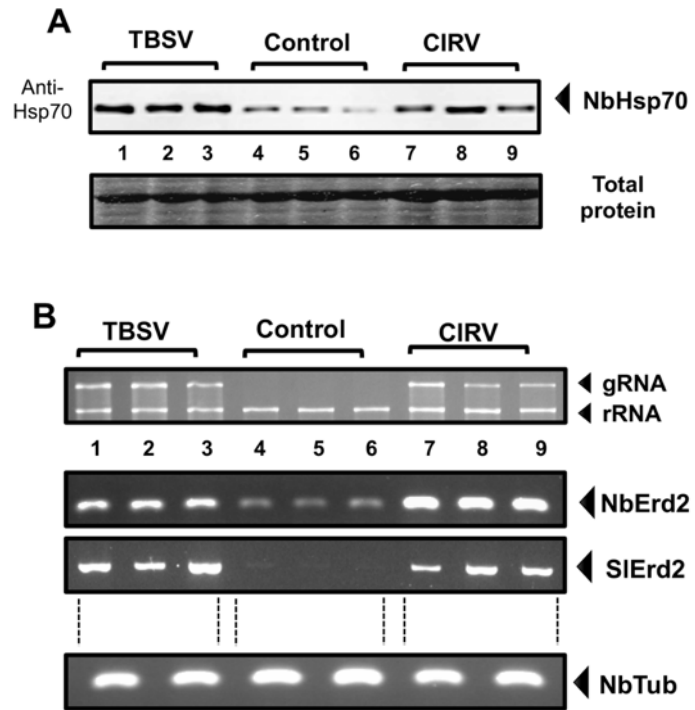 A
TBSV Control CIRV
Anti-
Hsp70
NbHsp70
1 2 3 4 5 6 7 8 9
Total
protein
B
TBSV Control CIRV
gRNA
rRNA
1 2 3 4 5 6 7 8 9
NbErd2
SlErd2
NbTub